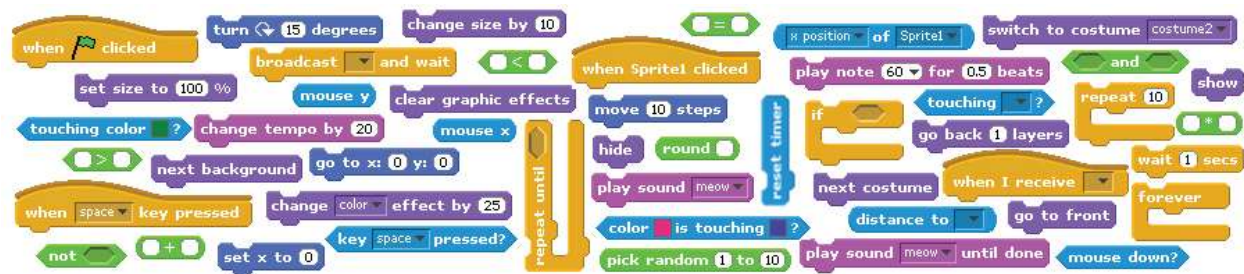 when clicked
turn 15 degrees
change size by 10
=
x position of Sprite1
switch to costume costume2
broadcast and wait
<
when Sprite1 clicked
play note 60 for 0.5 beats
and
show
set size to 100 %
mouse y
clear graphic effects
move 10 steps
reset timer
if
touching ?
repeat 10
touching color ?
change tempo by 20
mouse x
repeat until
hide
round
go back 1 layers
*
>
next background
go to x: 0 y: 0
play sound meow
next costume
when I receive
wait 1 secs
when space key pressed
change color effect by 25
color is touching ?
distance to
go to front
forever
not
+
set x to 0
key space pressed?
pick random 1 to 10
play sound meow until done
mouse down?